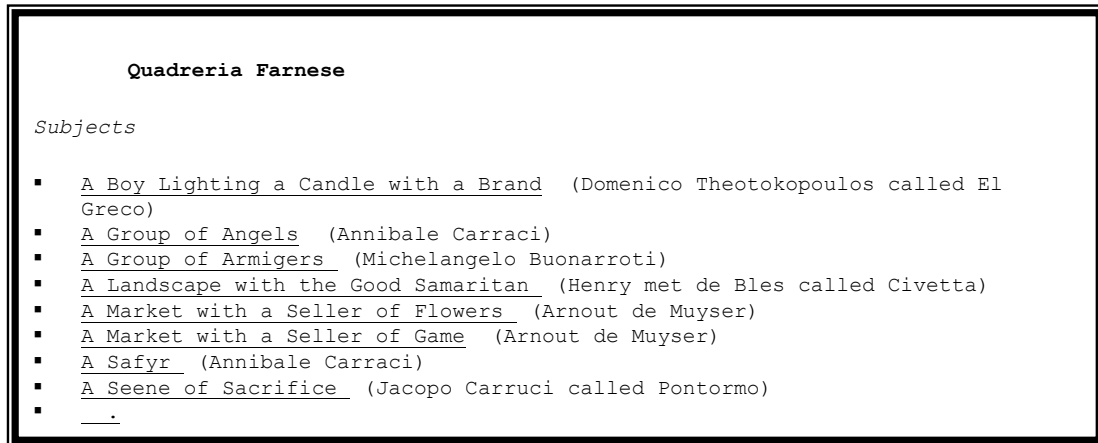 Quadreria Farnese
Subjects
▪ A Boy Lighting a Candle with a Brand (Domenico Theotokopoulos called El
Greco)
▪ A Group of Angels (Annibale Carraci)
▪ A Group of Armigers (Michelangelo Buonarroti)
▪ A Landscape with the Good Samaritan (Henry met de Bles called Civetta)
▪ A Market with a Seller of Flowers (Arnout de Muyser)
▪ A Market with a Seller of Game (Arnout de Muyser)
▪ A Safyr (Annibale Carraci)
▪ A Seene of Sacrifice (Jacopo Carruci called Pontormo)
▪ .